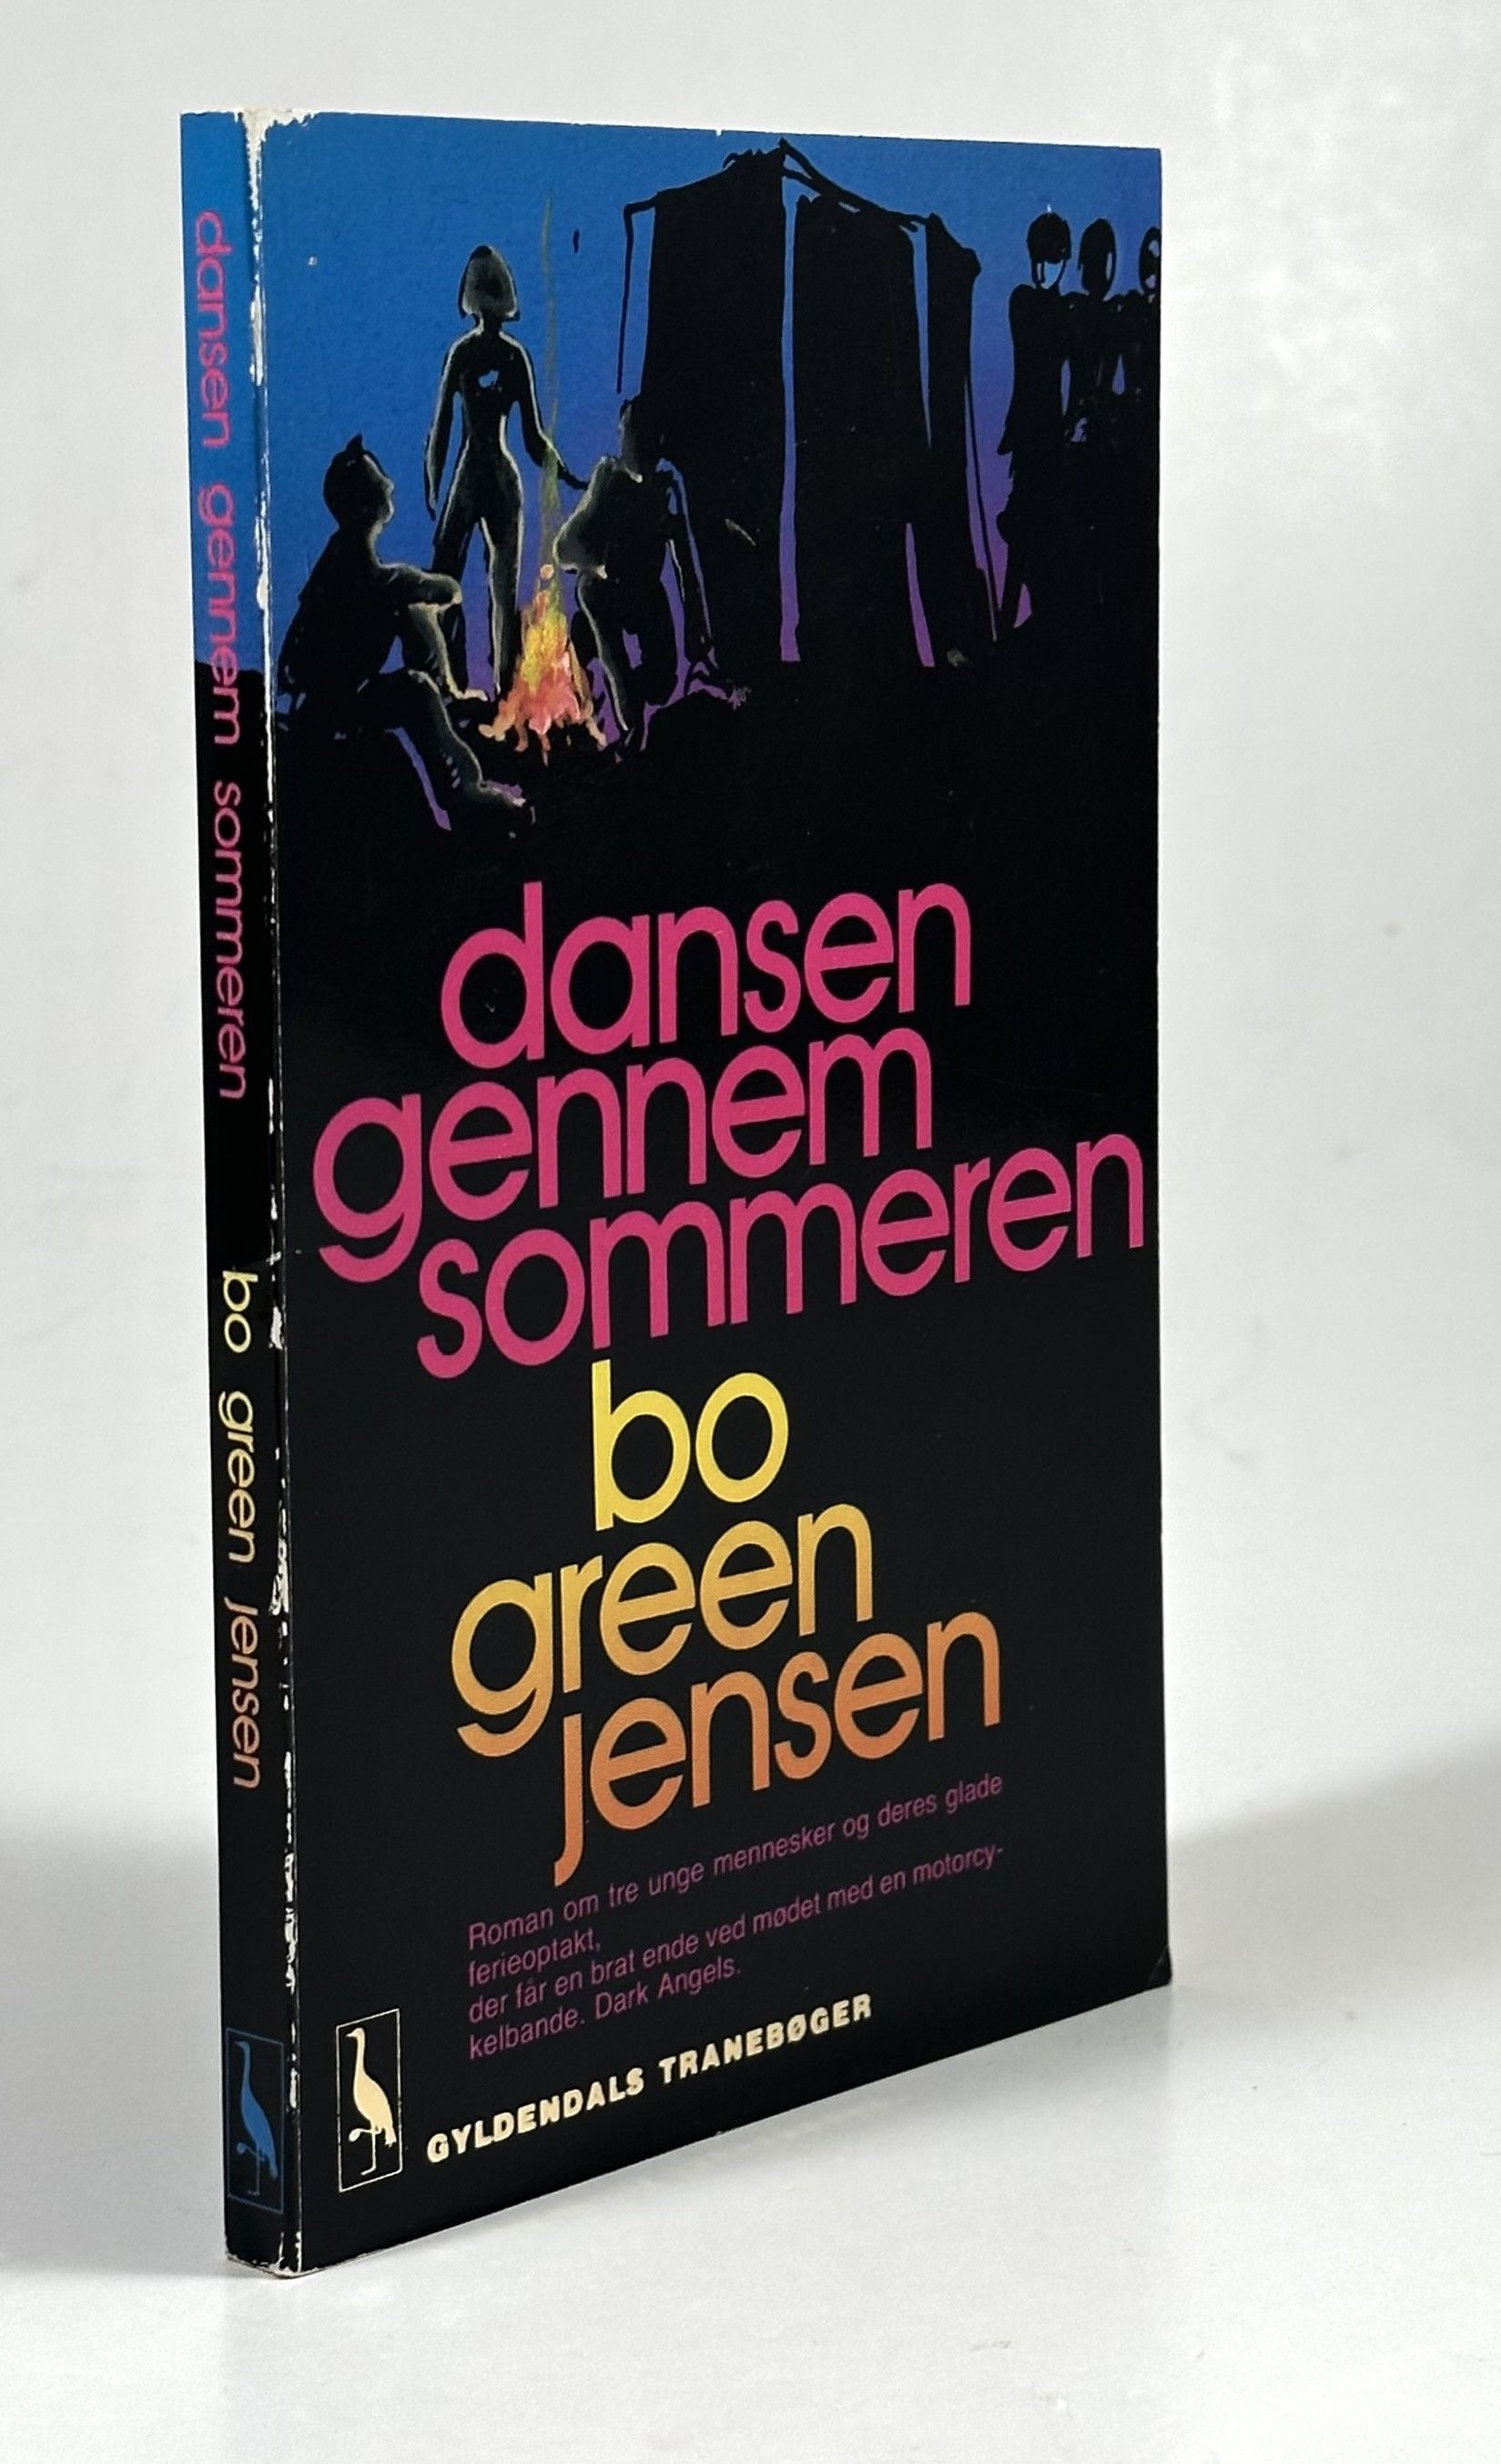 dansen gennem sommeren bo green jensen
dansen
gennem
sommeren
bo
green
jensen
Roman om tre unge mennesker og deres glade
ferieoptakt,
der får en brat ende ved mødet med en motorcy-
kelbande. Dark Angels.
GYLDENDALS TRANEBØGER